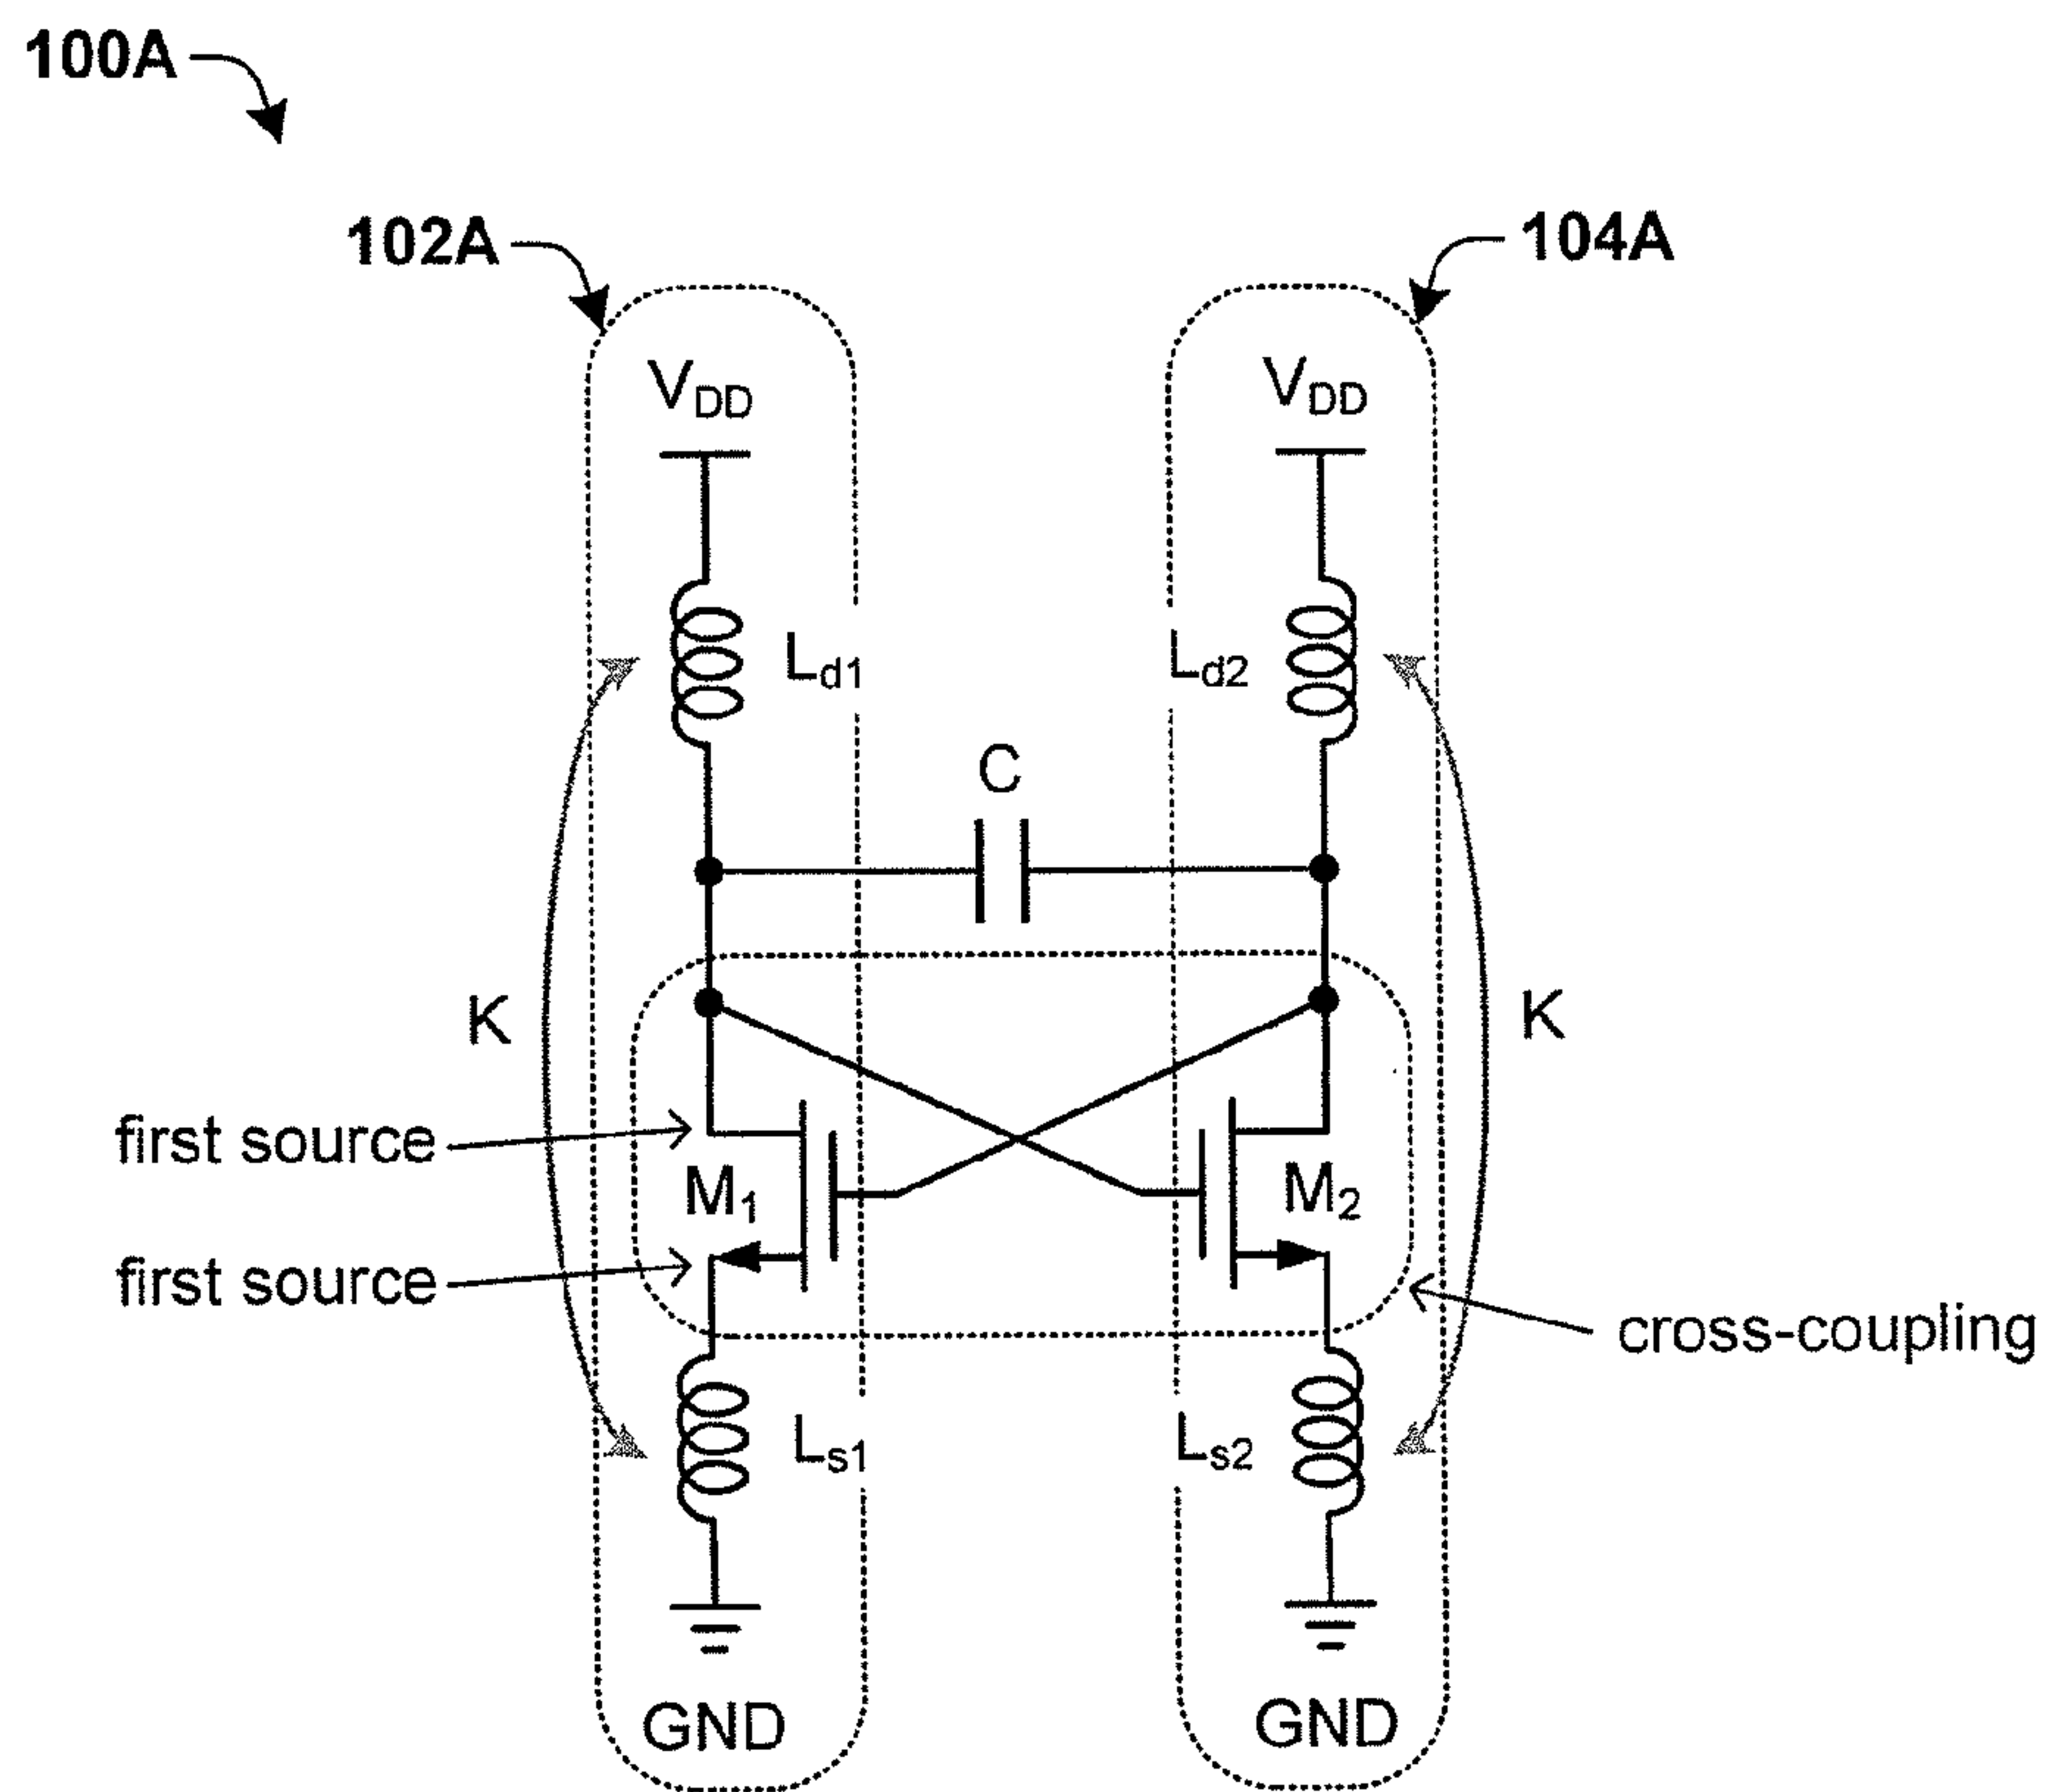 100A
102A
104A
VDD
VDD
Ld1
Ld2
C
K
K
first source
M1
M2
first source
cross-coupling
Ls1
Ls2
GND
GND